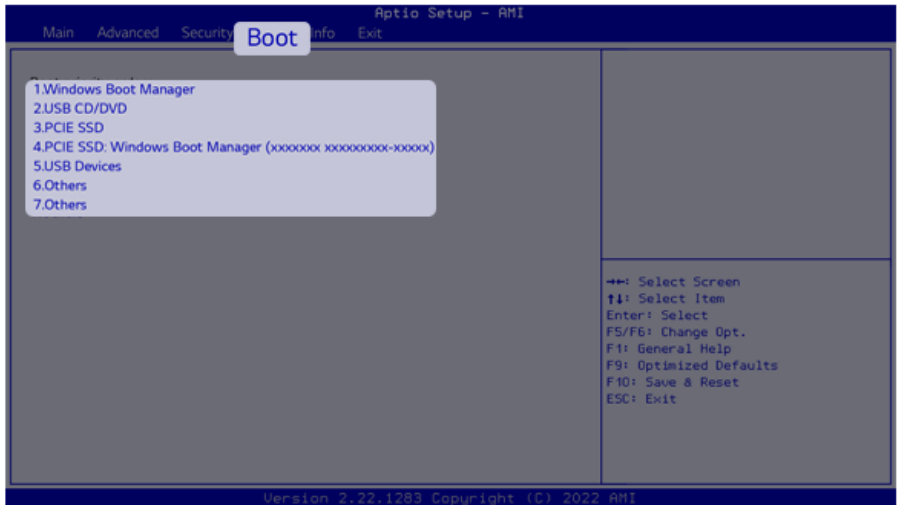 Aptio Setup - AMI
Main Advanced Security Boot Info Exit
1.Windows Boot Manager
2.USB CD/DVD
3.PCIE SSD
4.PCIE SSD: Windows Boot Manager (xxxxxxx xxxxxxxxx-xxxxx)
5.USB Devices
6.Others
7.Others
→←: Select Screen
↑↓: Select Item
Enter: Select
F5/F6: Change Opt.
F1: General Help
F9: Optimized Defaults
F10: Save & Reset
ESC: Exit
Version 2.22.1283 Copyright (C) 2022 AMI